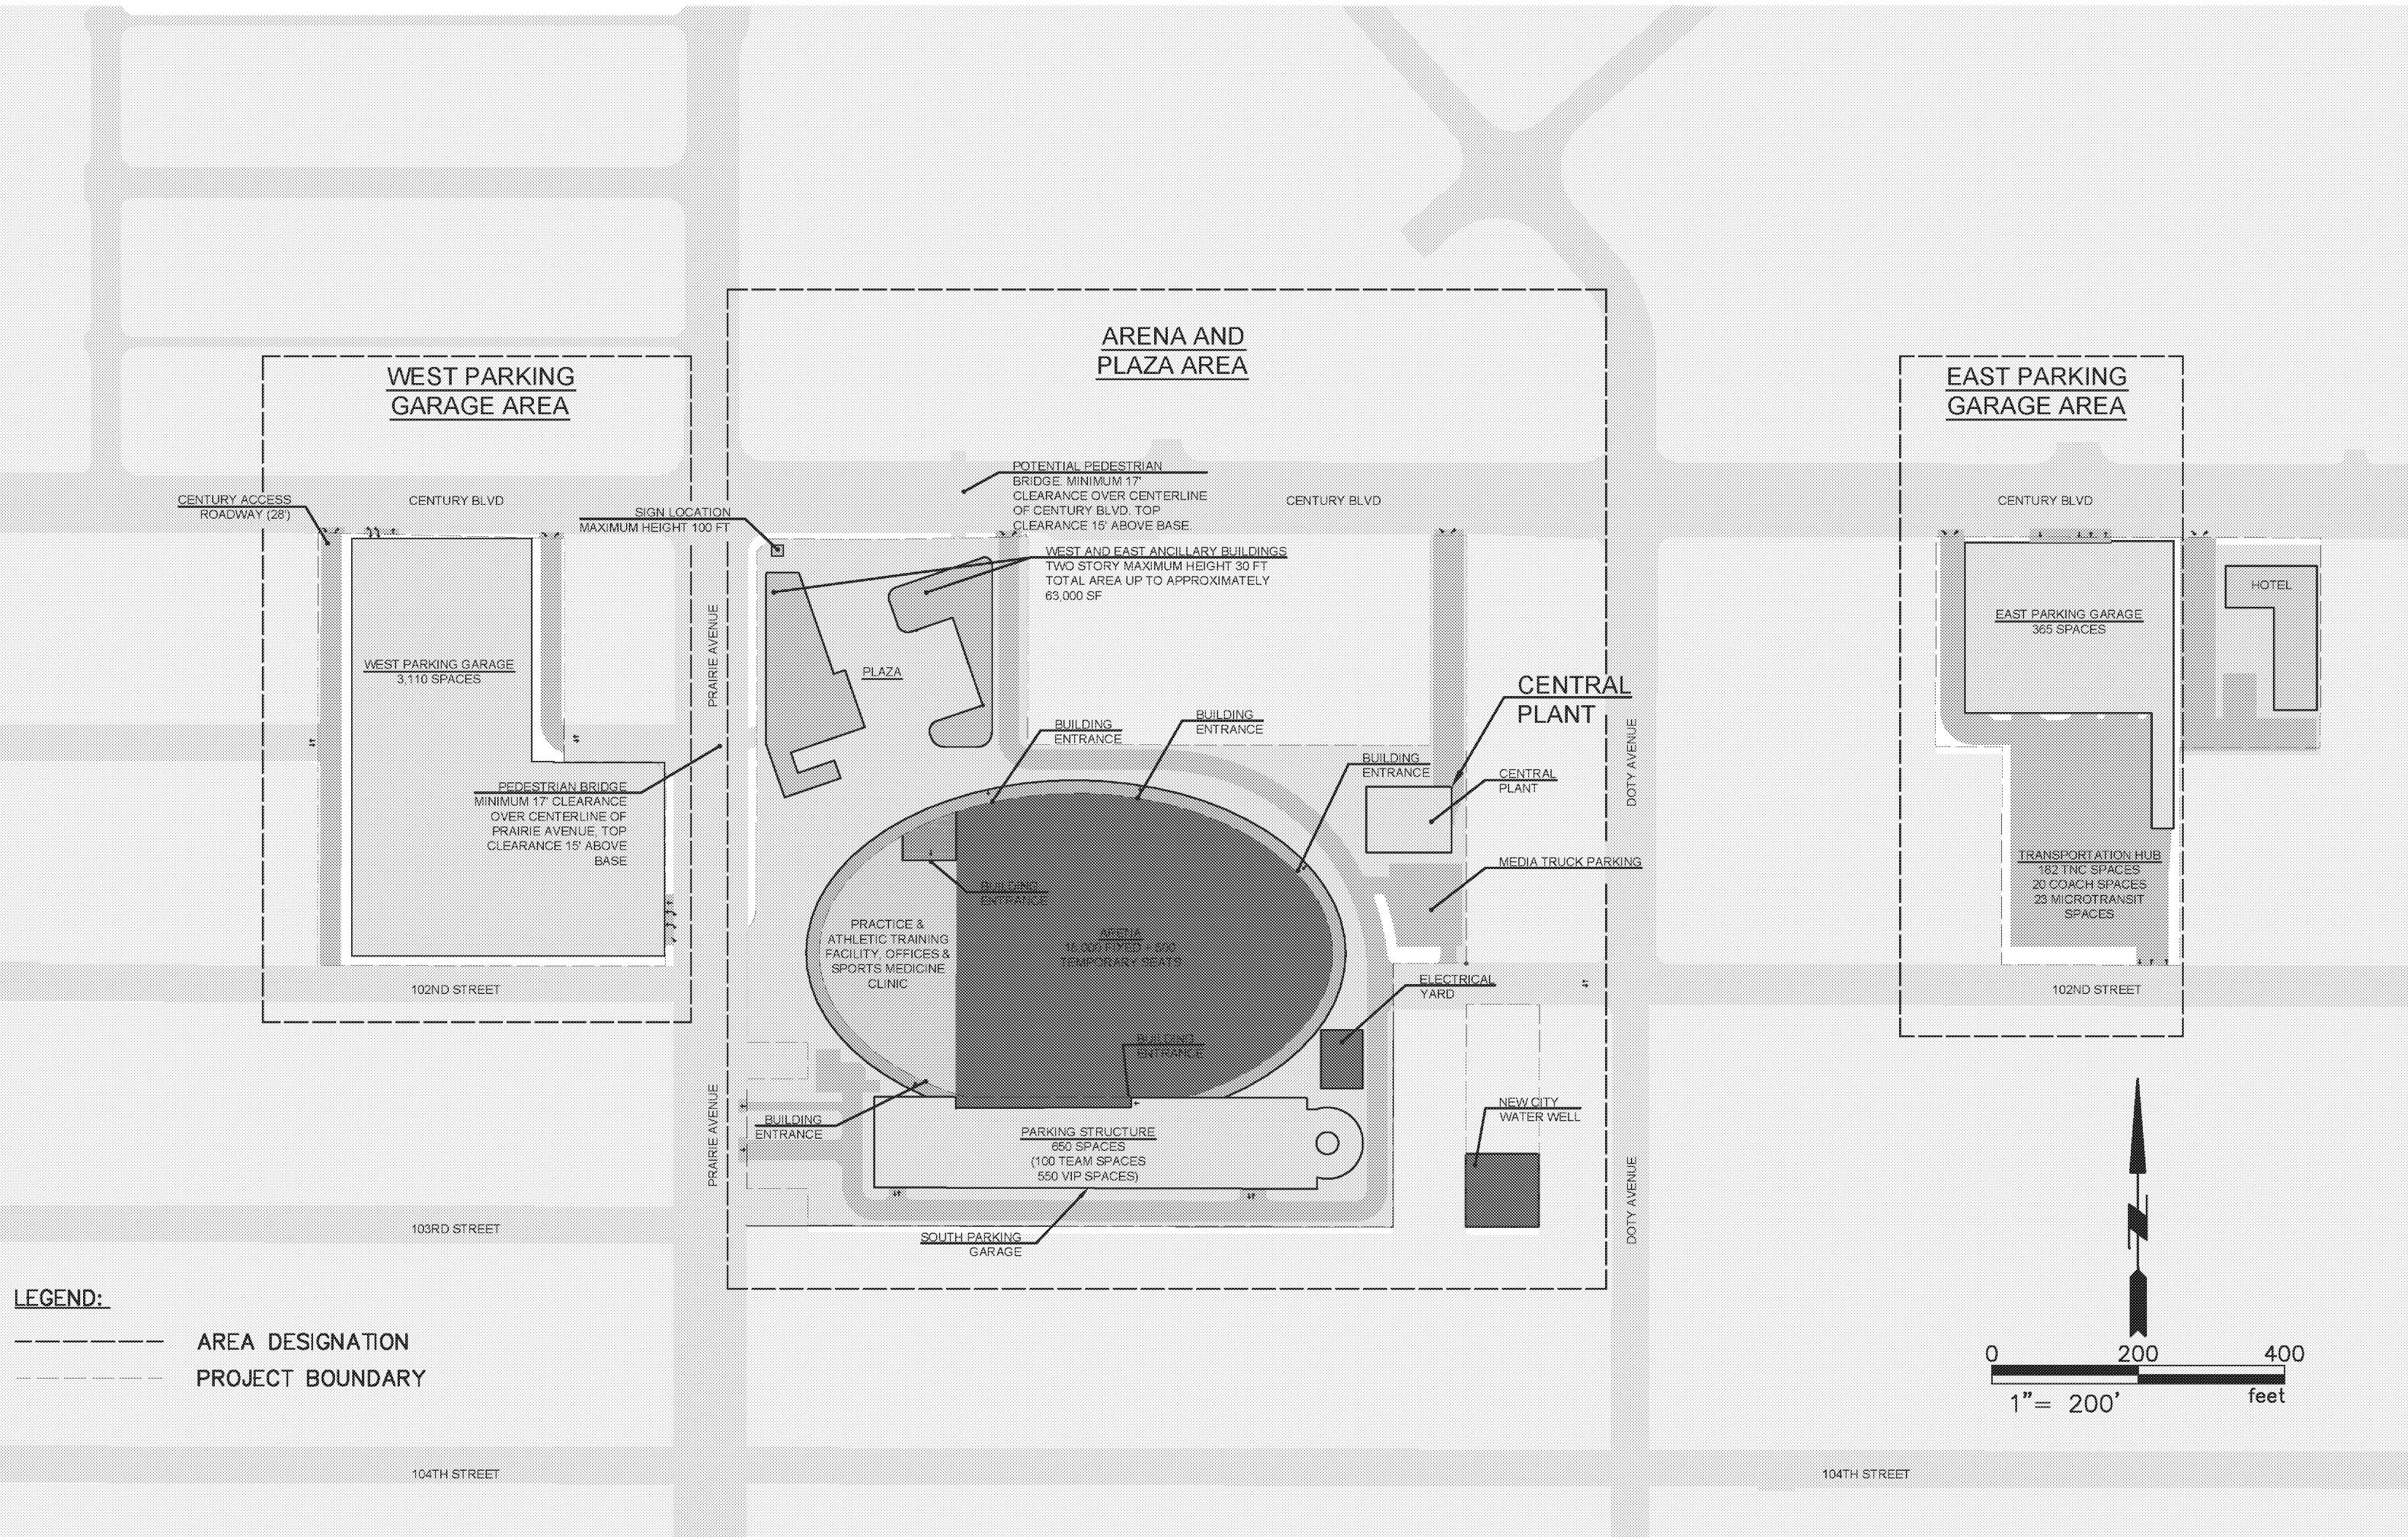 ARENA AND
PLAZA AREA
WEST PARKING
GARAGE AREA
EAST PARKING
GARAGE AREA
CENTURY ACCESS
ROADWAY (28')
CENTURY BLVD
SIGN LOCATION
MAXIMUM HEIGHT 100 FT
POTENTIAL PEDESTRIAN
BRIDGE. MINIMUM 17'
CLEARANCE OVER CENTERLINE
OF CENTURY BLVD. TOP
CLEARANCE 15' ABOVE BASE.
CENTURY BLVD
CENTURY BLVD
WEST AND EAST ANCILLARY BUILDINGS
TWO STORY MAXIMUM HEIGHT 30 FT
TOTAL AREA UP TO APPROXIMATELY
63,000 SF
HOTEL
EAST PARKING GARAGE
365 SPACES
PRAIRIE AVENUE
WEST PARKING GARAGE
3,110 SPACES
PLAZA
CENTRAL
PLANT
BUILDING
ENTRANCE
BUILDING
ENTRANCE
BUILDING
ENTRANCE
DOTY AVENUE
CENTRAL
PLANT
PEDESTRIAN BRIDGE
MINIMUM 17' CLEARANCE
OVER CENTERLINE OF
PRAIRIE AVENUE, TOP
CLEARANCE 15' ABOVE
BASE
MEDIA TRUCK PARKING
TRANSPORTATION HUB
182 TNC SPACES
20 COACH SPACES
23 MICROTRANSIT
SPACES
BUILDING
ENTRANCE
PRACTICE &
ATHLETIC TRAINING
FACILITY, OFFICES &
SPORTS MEDICINE
CLINIC
ARENA
18,000 FIXED + 500
TEMPORARY SEATS
ELECTRICAL
YARD
102ND STREET
102ND STREET
BUILDING
ENTRANCE
PRAIRIE AVENUE
BUILDING
ENTRANCE
PARKING STRUCTURE
650 SPACES
(100 TEAM SPACES
550 VIP SPACES)
NEW CITY
WATER WELL
DOTY AVENUE
103RD STREET
SOUTH PARKING
GARAGE
N
LEGEND:
AREA DESIGNATION
PROJECT BOUNDARY
0 200 400
feet
1"= 200'
104TH STREET
104TH STREET